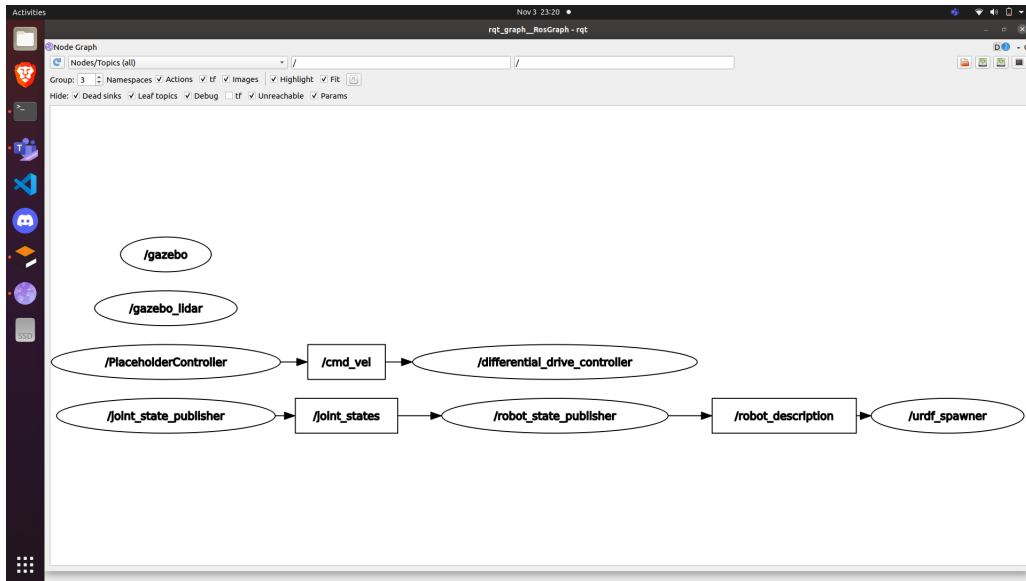 Activities
Nov 3 23:20
rqt_graph__RosGraph - rqt
Node Graph
D
Nodes/Topics (all)
/
/
Group: 3 Namespaces Actions tf Images Highlight Fit
Hide: Dead sinks Leaf topics Debug tf Unreachable Params
/gazebo
/gazebo_lidar
/PlaceholderController
/cmd_vel
/differential_drive_controller
/joint_state_publisher
/joint_states
/robot_state_publisher
/robot_description
/urdf_spawner
SSD